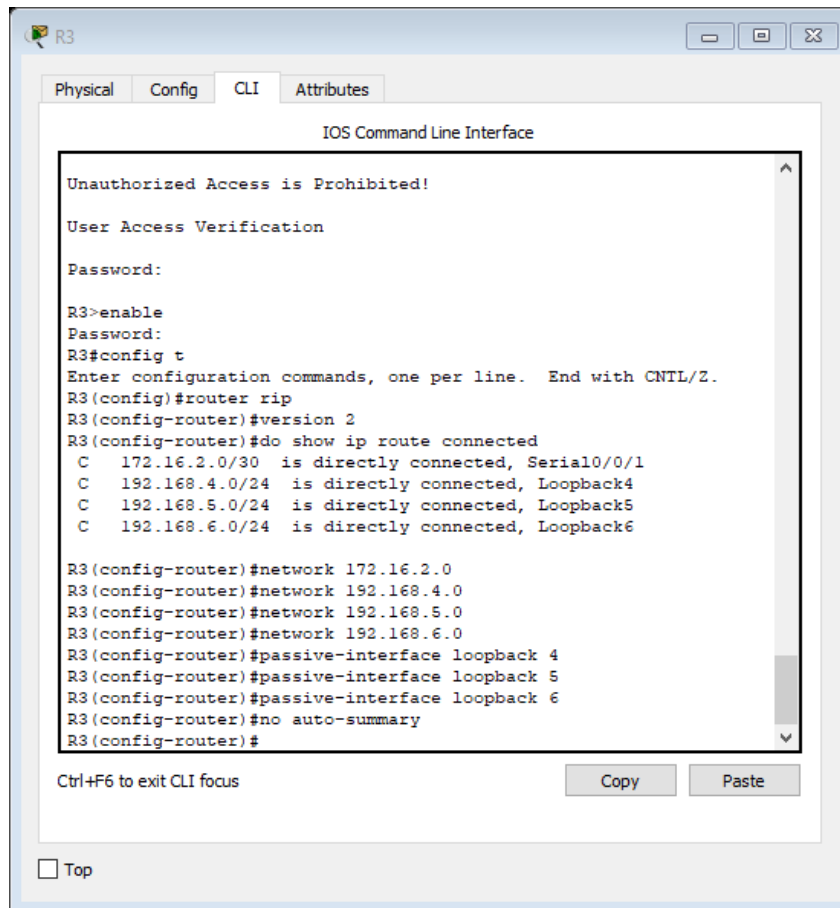 R3
Physical Config CLI Attributes
IOS Command Line Interface
Unauthorized Access is Prohibited!
User Access Verification
Password:
R3>enable
Password:
R3#config t
Enter configuration commands, one per line.  End with CNTL/Z.
R3(config)#router rip
R3(config-router)#version 2
R3(config-router)#do show ip route connected
 C   172.16.2.0/30  is directly connected, Serial0/0/1
 C   192.168.4.0/24  is directly connected, Loopback4
 C   192.168.5.0/24  is directly connected, Loopback5
 C   192.168.6.0/24  is directly connected, Loopback6
R3(config-router)#network 172.16.2.0
R3(config-router)#network 192.168.4.0
R3(config-router)#network 192.168.5.0
R3(config-router)#network 192.168.6.0
R3(config-router)#passive-interface loopback 4
R3(config-router)#passive-interface loopback 5
R3(config-router)#passive-interface loopback 6
R3(config-router)#no auto-summary
R3(config-router)#
Ctrl+F6 to exit CLI focus Copy Paste
Top